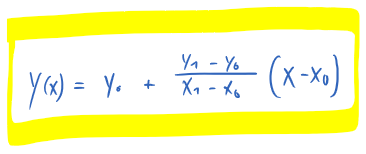 y(x) = y₀ + (y₁ - y₀)/(x₁ - x₀) (x - x₀)